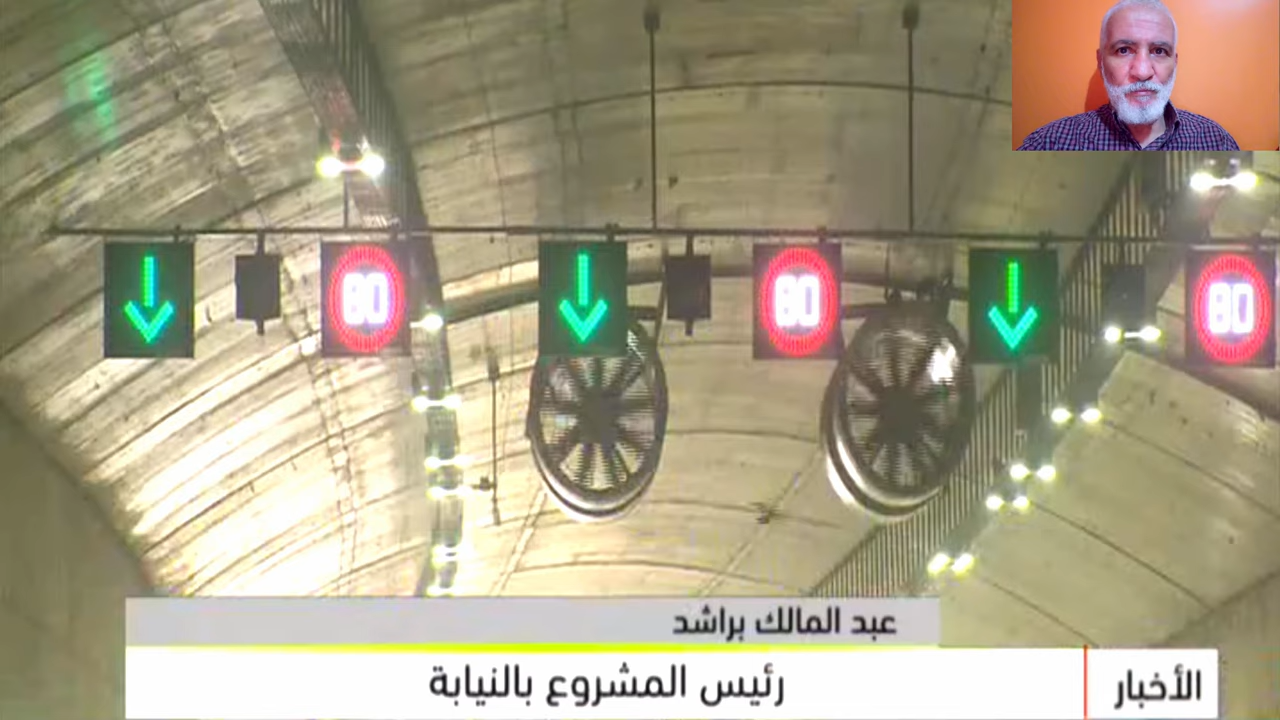 80 80 80
عبد المالك براشد
رئيس المشروع بالنيابة
الأخبار